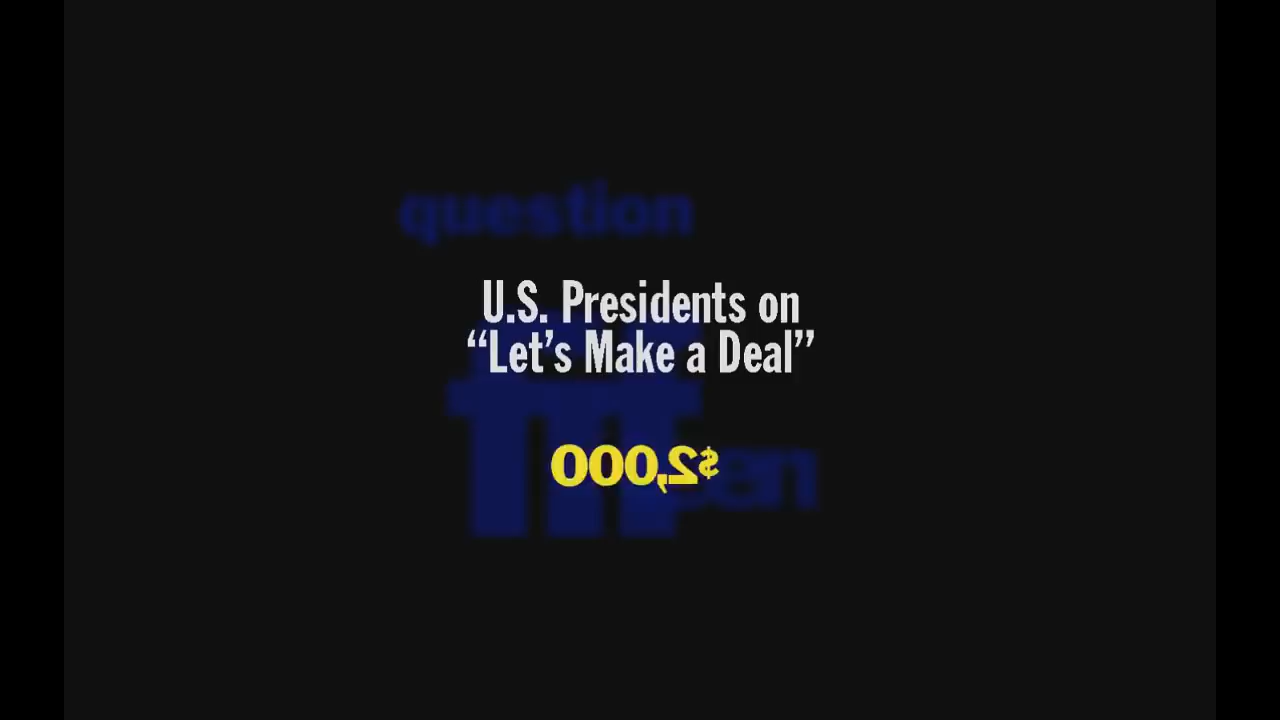 question
U.S. Presidents on
“Let’s Make a Deal”
$2,000